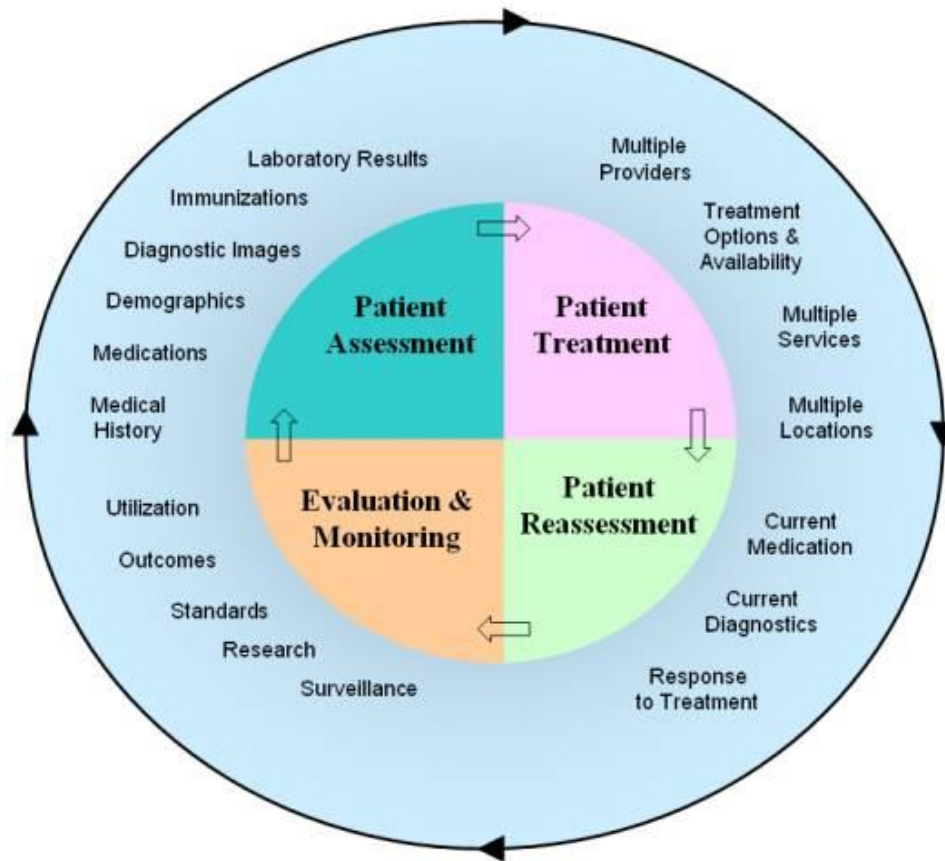 Laboratory Results
Immunizations
Diagnostic Images
Demographics
Medications
Medical
History
Multiple
Providers
Treatment
Options &
Availability
Multiple
Services
Multiple
Locations
Patient
Assessment
Patient
Treatment
Evaluation &
Monitoring
Patient
Reassessment
Utilization
Outcomes
Standards
Research
Surveillance
Current
Medication
Current
Diagnostics
Response
to Treatment